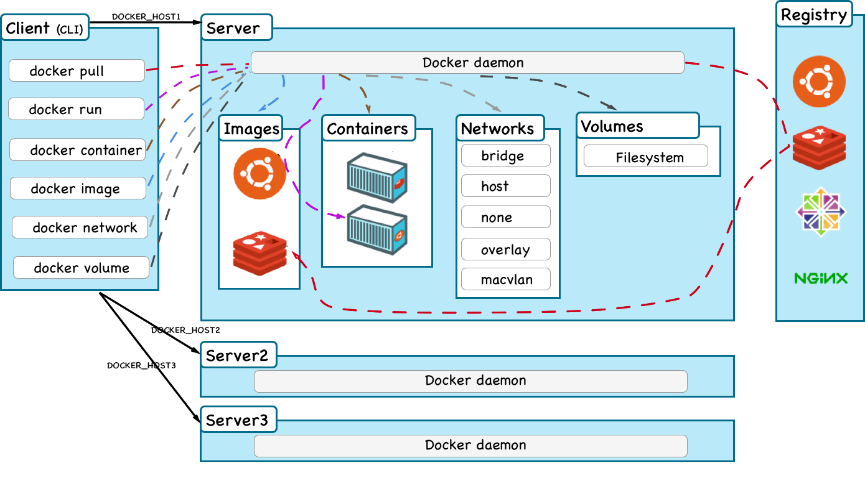 Client (CLI)
docker pull
docker run
docker container
docker image
docker network
docker volume
DOCKER_HOST1
Server
Docker daemon
Images
Containers
Networks
bridge
host
none
overlay
macvlan
Volumes
Filesystem
Registry
NGiNX
DOCKER_HOST2
DOCKER_HOST3
Server2
Docker daemon
Server3
Docker daemon